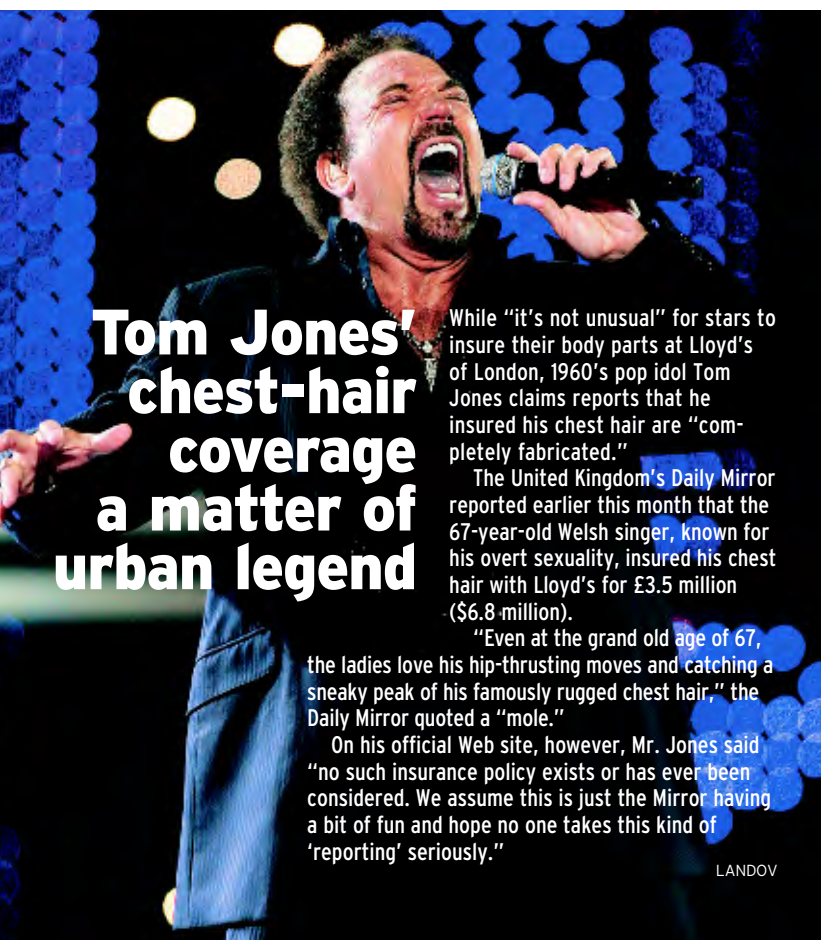 Tom Jones’
chest-hair
coverage
a matter of
urban legend
While “it’s not unusual” for stars to
insure their body parts at Lloyd’s
of London, 1960’s pop idol Tom
Jones claims reports that he
insured his chest hair are “com-
pletely fabricated.”
The United Kingdom’s Daily Mirror
reported earlier this month that the
67-year-old Welsh singer, known for
his overt sexuality, insured his chest
hair with Lloyd’s for £3.5 million
($6.8 million).
“Even at the grand old age of 67,
the ladies love his hip-thrusting moves and catching a
sneaky peak of his famously rugged chest hair,” the
Daily Mirror quoted a “mole.”
On his official Web site, however, Mr. Jones said
“no such insurance policy exists or has ever been
considered. We assume this is just the Mirror having
a bit of fun and hope no one takes this kind of
‘reporting’ seriously.”
LANDOV